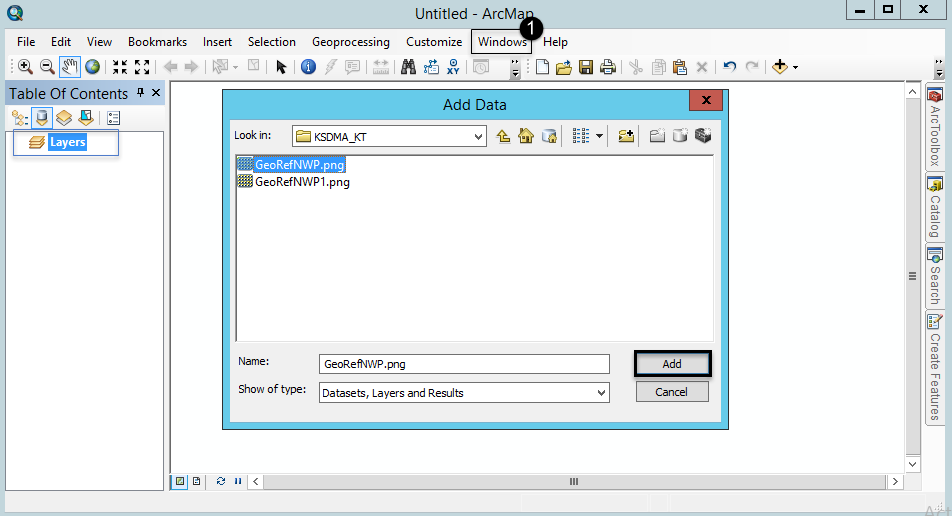 Untitled - ArcMap
1
File Edit View Bookmarks Insert Selection Geoprocessing Customize Windows Help
XY
Table Of Contents
Layers
Add Data
Look in: KSDMA_KT
GeoRefNWP.png
GeoRefNWP1.png
Name: GeoRefNWP.png
Add
Show of type: Datasets, Layers and Results
Cancel
ArcToolbox
Catalog
Search
Create Features